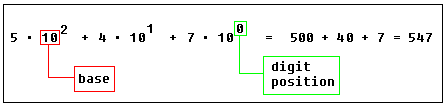 5 · 10² + 4 · 10¹ + 7 · 10⁰ = 500 + 40 + 7 = 547
base
digit
position